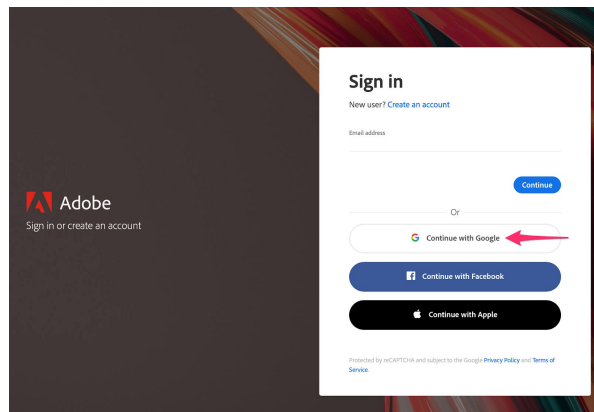 Adobe
Sign in or create an account
Sign in
New user? Create an account
Email address
Continue
Or
Continue with Google
Continue with Facebook
Continue with Apple
Protected by reCAPTCHA and subject to the Google Privacy Policy and Terms of
Service.